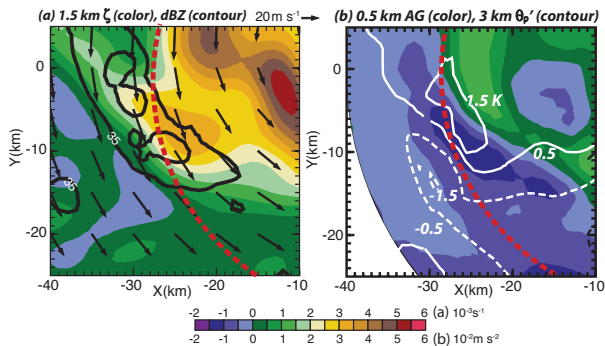 (a) 1.5 km ζ (color), dBZ (contour) 20 m s⁻¹
(b) 0.5 km AG (color), 3 km θρ′ (contour)
Y(km)
0
-10
-20
35
35
-40 -30 -20 -10
X(km)
Y(km)
0
-10
-20
1.5 K
0.5
-1.5
-0.5
-40 -30 -20 -10
X(km)
-2 -1 0 1 2 3 4 5 6 (a) 10⁻³s⁻¹
-2 -1 0 1 2 3 4 5 6 (b) 10⁻²m s⁻²